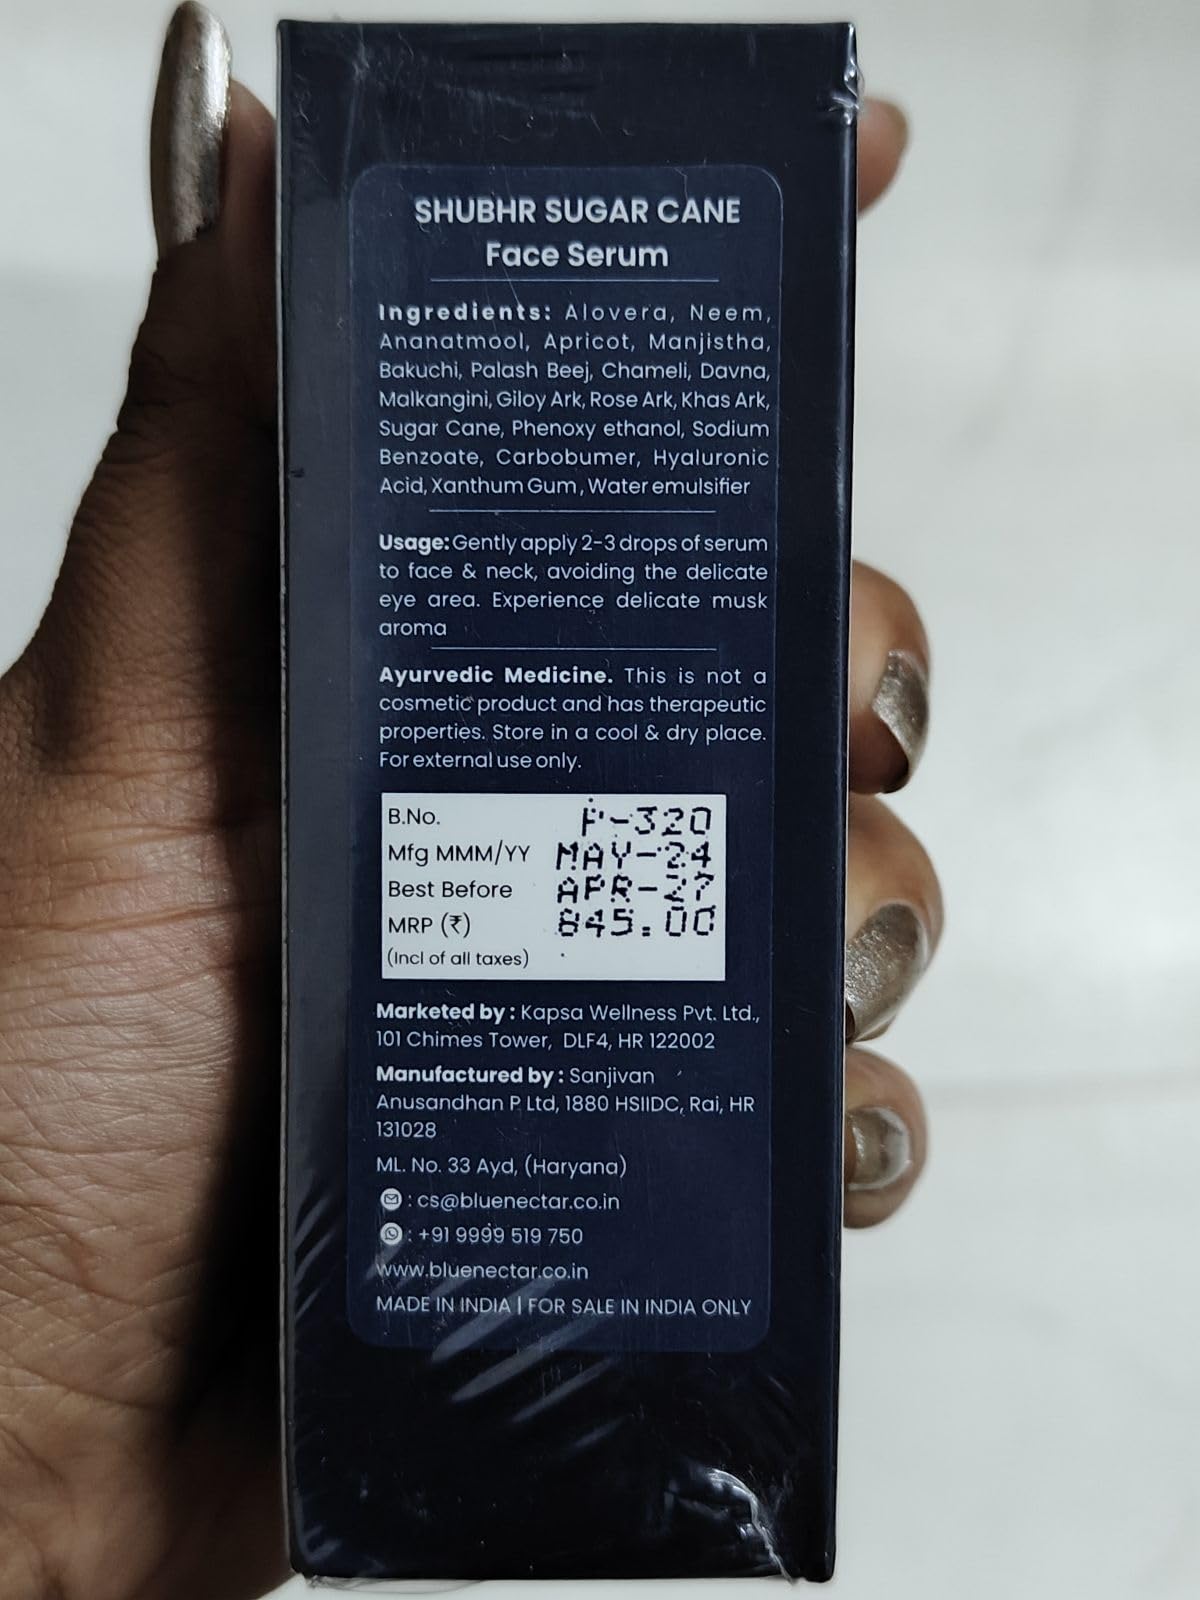 SHUBHR SUGAR CANE
Face Serum
Ingredients: Alovera, Neem,
Ananatmool, Apricot, Manjistha,
Bakuchi, Palash Beej, Chameli, Davna,
Malkangini, Giloy Ark, Rose Ark, Khas Ark,
Sugar Cane, Phenoxy ethanol, Sodium
Benzoate, Carbobumer, Hyaluronic
Acid, Xanthum Gum, Water emulsifier
Usage: Gently apply 2-3 drops of serum
to face & neck, avoiding the delicate
eye area. Experience delicate musk
aroma
Ayurvedic Medicine. This is not a
cosmetic product and has therapeutic
properties. Store in a cool & dry place.
For external use only.
B.No. P-320
Mfg MMM/YY MAY-24
Best Before APR-27
MRP (₹) 845.00
(Incl of all taxes)
Marketed by : Kapsa Wellness Pvt. Ltd.,
101 Chimes Tower, DLF4, HR 122002
Manufactured by : Sanjivan
Anusandhan P. Ltd, 1880 HSIIDC, Rai, HR
131028
ML. No. 33 Ayd, (Haryana)
: cs@bluenectar.co.in
: +91 9999 519 750
www.bluenectar.co.in
MADE IN INDIA | FOR SALE IN INDIA ONLY